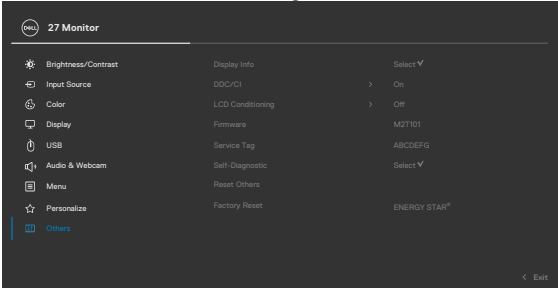 DELL 27 Monitor
Brightness/Contrast Display Info Select
Input Source DDC/CI > On
Color LCD Conditioning > Off
Display Firmware M2T101
USB Service Tag ABCDEFG
Audio & Webcam Self-Diagnostic Select
Menu Reset Others
Personalize Factory Reset ENERGY STAR®
Others
< Exit